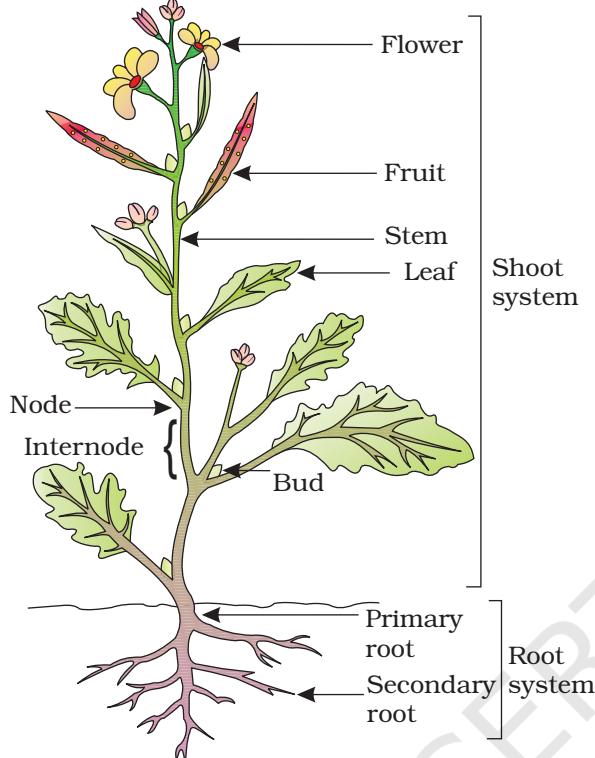 Flower
Fruit
Stem
Leaf
Shoot
system
Node
Internode
Bud
Primary
root
Root
system
Secondary
root